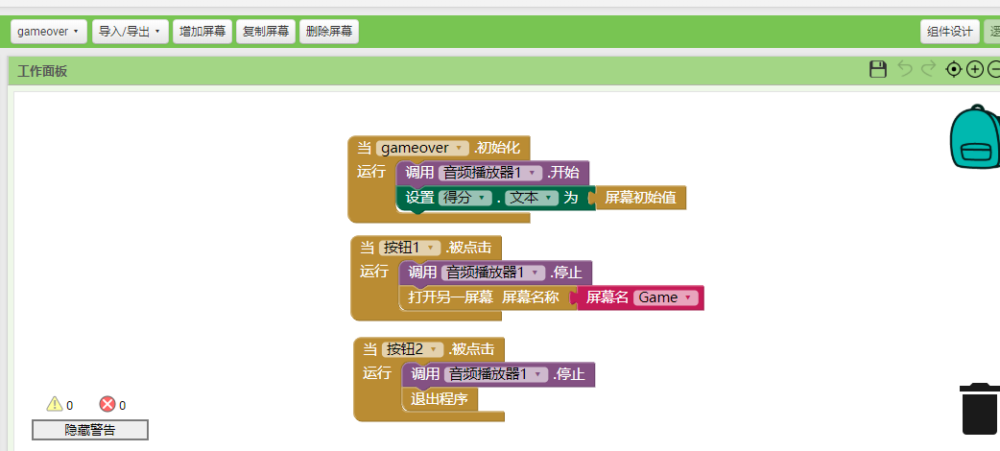 gameover 导入/导出 增加屏幕 复制屏幕 删除屏幕 组件设计
工作面板
当 gameover .初始化
运行 调用 音频播放器1 .开始
设置 得分 . 文本 为 屏幕初始值
当 按钮1 .被点击
运行 调用 音频播放器1 .停止
打开另一屏幕 屏幕名称 屏幕名 Game
当 按钮2 .被点击
运行 调用 音频播放器1 .停止
退出程序
0 0
隐藏警告